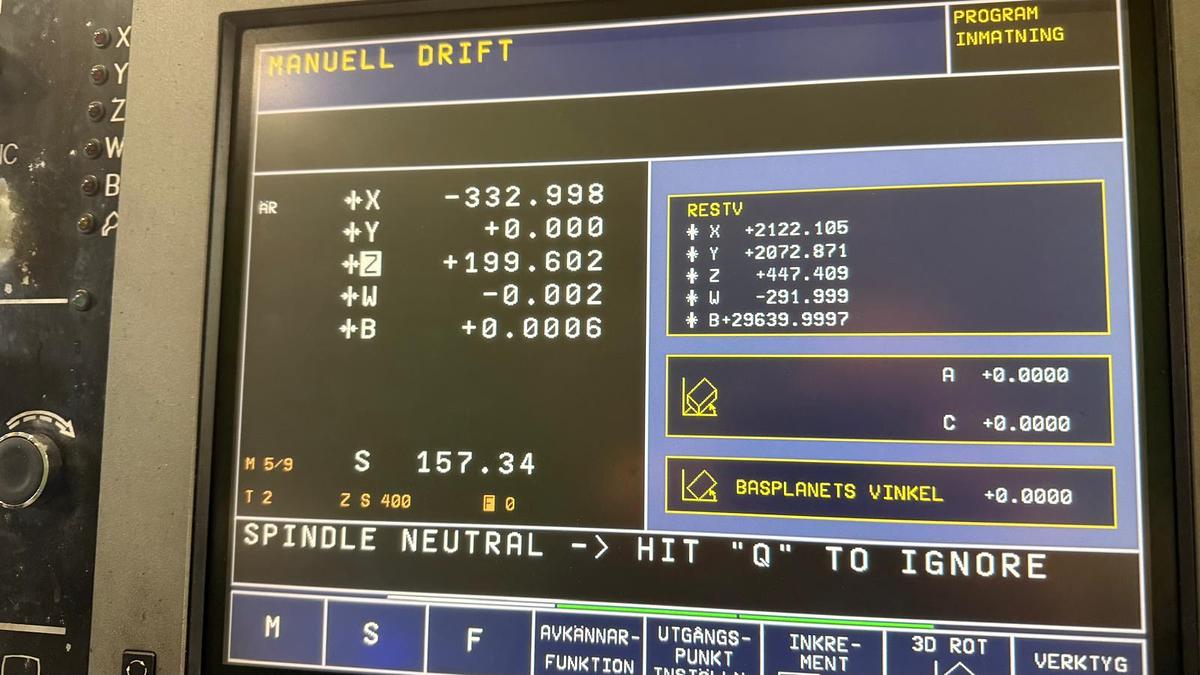 X
Y
Z
W
B
MANUELL DRIFT
PROGRAM
INMATNING
ÄR
X -332.998
Y +0.000
Z +199.602
W -0.002
B +0.0006
RESTV
X +2122.105
Y +2072.871
Z +447.409
W -291.999
B+29639.9997
A +0.0000
C +0.0000
BASPLANETS VINKEL +0.0000
S 157.34
M 5/9
T 2 Z S 400 F 0
SPINDLE NEUTRAL -> HIT "Q" TO IGNORE
M
S
F
AVKÄNNAR-
FUNKTION
UTGÅNGS-
PUNKT
INKRE-
MENT
3D ROT
VERKTYG